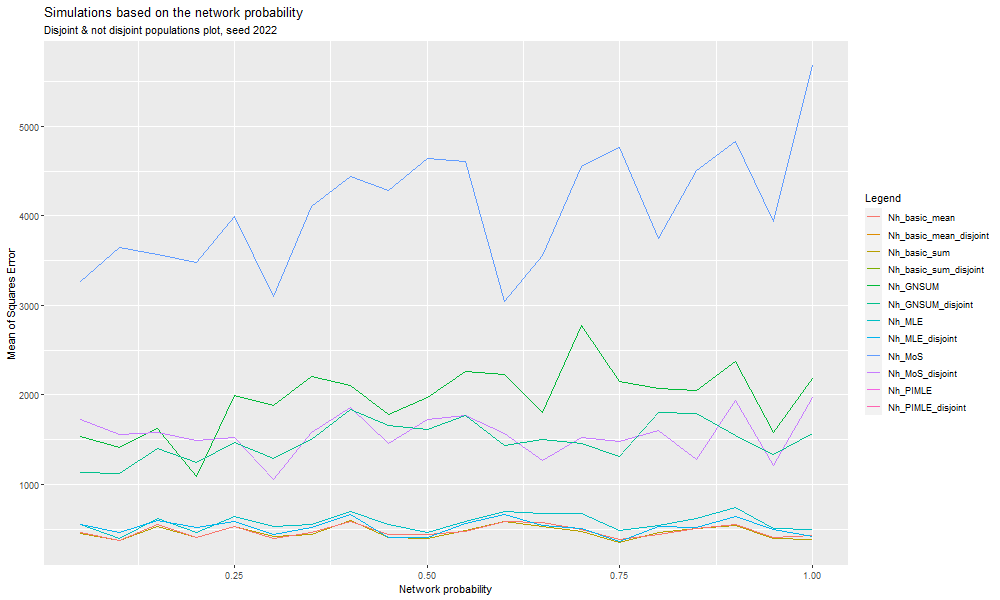 Simulations based on the network probability
Disjoint & not disjoint populations plot, seed 2022
Mean of Squares Error
5000
4000
3000
2000
1000
0.25
0.50
0.75
1.00
Network probability
Legend
Nh_basic_mean
Nh_basic_mean_disjoint
Nh_basic_sum
Nh_basic_sum_disjoint
Nh_GNSUM
Nh_GNSUM_disjoint
Nh_MLE
Nh_MLE_disjoint
Nh_MoS
Nh_MoS_disjoint
Nh_PIMLE
Nh_PIMLE_disjoint